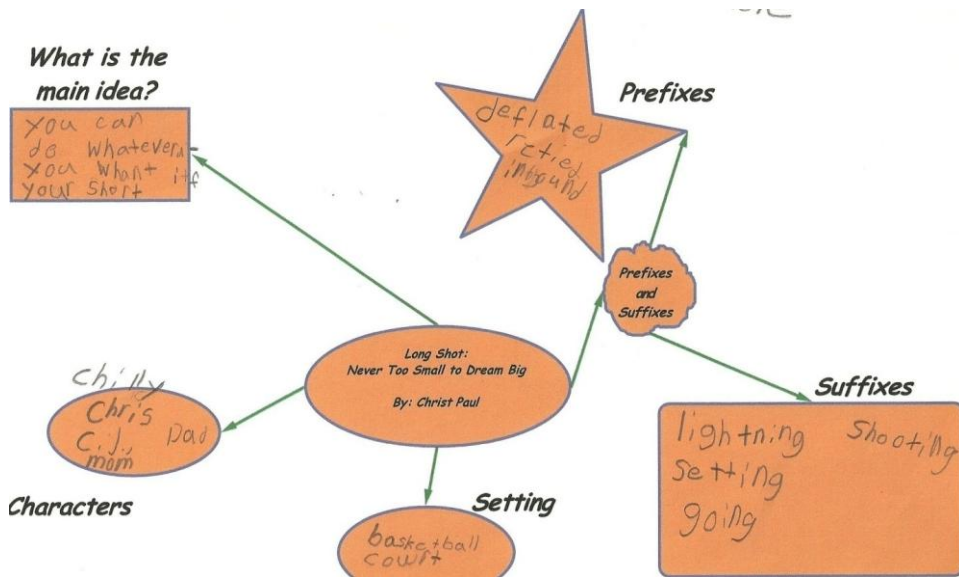 What is the
main idea?
you can
do whatever
you whant itf
your short
Prefixes
deflated
retied
inbound
Prefixes
and
Suffixes
Long Shot:
Never Too Small to Dream Big
By: Christ Paul
chilly
Chris
C.J.
Dad
mom
Characters
Setting
basketball
court
Suffixes
lightning shooting
setting
going